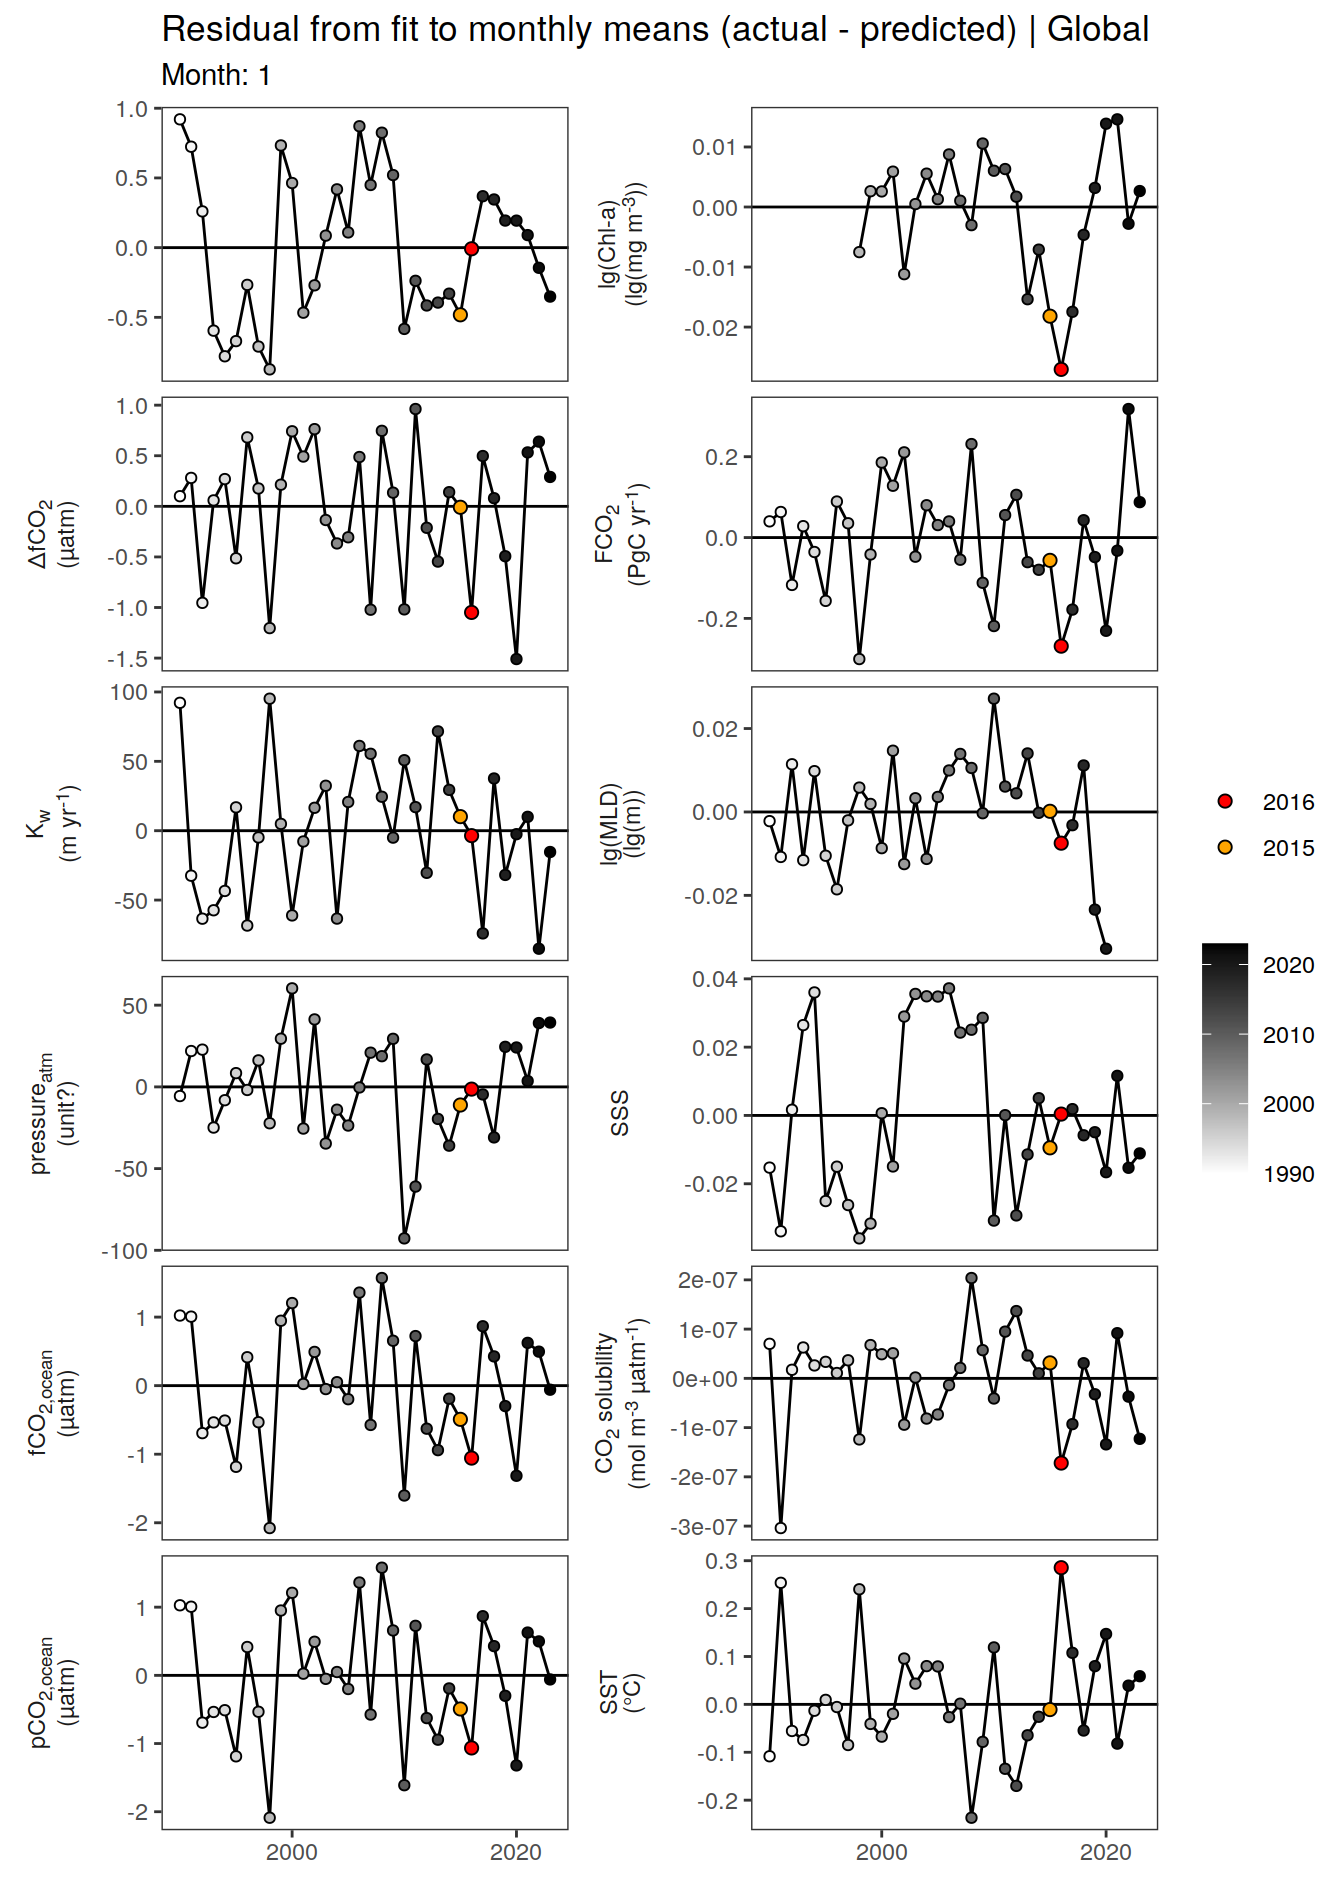 Residual from fit to monthly means (actual - predicted) | Global
Month: 1
1.0
0.5
0.0
-0.5
lg(Chl-a)
(lg(mg m-3))
0.01
0.00
-0.01
-0.02
ΔfCO2
(µatm)
1.0
0.5
0.0
-0.5
-1.0
-1.5
FCO2
(PgC yr-1)
0.2
0.0
-0.2
Kw
(m yr-1)
100
50
0
-50
lg(MLD)
(lg(m))
0.02
0.00
-0.02
pressureatm
(unit?)
50
0
-50
-100
SSS
0.04
0.02
0.00
-0.02
fCO2,ocean
(µatm)
1
0
-1
-2
CO2 solubility
(mol m-3 µatm-1)
2e-07
1e-07
0e+00
-1e-07
-2e-07
-3e-07
pCO2,ocean
(µatm)
1
0
-1
-2
SST
(°C)
0.3
0.2
0.1
0.0
-0.1
-0.2
2000
2020
2000
2020
2016
2015
2020
2010
2000
1990